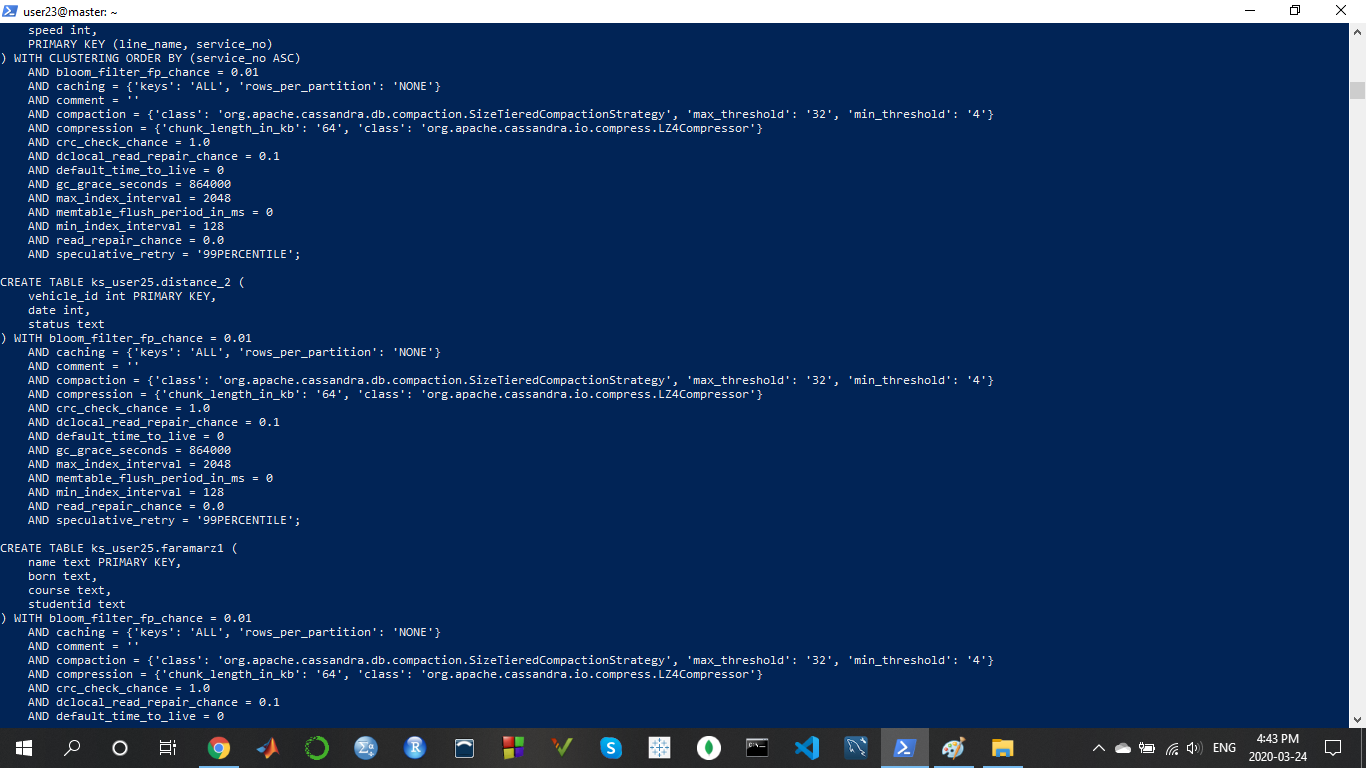 user23@master: ~
    speed int,
    PRIMARY KEY (line_name, service_no)
) WITH CLUSTERING ORDER BY (service_no ASC)
    AND bloom_filter_fp_chance = 0.01
    AND caching = {'keys': 'ALL', 'rows_per_partition': 'NONE'}
    AND comment = ''
    AND compaction = {'class': 'org.apache.cassandra.db.compaction.SizeTieredCompactionStrategy', 'max_threshold': '32', 'min_threshold': '4'}
    AND compression = {'chunk_length_in_kb': '64', 'class': 'org.apache.cassandra.io.compress.LZ4Compressor'}
    AND crc_check_chance = 1.0
    AND dclocal_read_repair_chance = 0.1
    AND default_time_to_live = 0
    AND gc_grace_seconds = 864000
    AND max_index_interval = 2048
    AND memtable_flush_period_in_ms = 0
    AND min_index_interval = 128
    AND read_repair_chance = 0.0
    AND speculative_retry = '99PERCENTILE';

CREATE TABLE ks_user25.distance_2 (
    vehicle_id int PRIMARY KEY,
    date int,
    status text
) WITH bloom_filter_fp_chance = 0.01
    AND caching = {'keys': 'ALL', 'rows_per_partition': 'NONE'}
    AND comment = ''
    AND compaction = {'class': 'org.apache.cassandra.db.compaction.SizeTieredCompactionStrategy', 'max_threshold': '32', 'min_threshold': '4'}
    AND compression = {'chunk_length_in_kb': '64', 'class': 'org.apache.cassandra.io.compress.LZ4Compressor'}
    AND crc_check_chance = 1.0
    AND dclocal_read_repair_chance = 0.1
    AND default_time_to_live = 0
    AND gc_grace_seconds = 864000
    AND max_index_interval = 2048
    AND memtable_flush_period_in_ms = 0
    AND min_index_interval = 128
    AND read_repair_chance = 0.0
    AND speculative_retry = '99PERCENTILE';

CREATE TABLE ks_user25.faramarz1 (
    name text PRIMARY KEY,
    born text,
    course text,
    studentid text
) WITH bloom_filter_fp_chance = 0.01
    AND caching = {'keys': 'ALL', 'rows_per_partition': 'NONE'}
    AND comment = ''
    AND compaction = {'class': 'org.apache.cassandra.db.compaction.SizeTieredCompactionStrategy', 'max_threshold': '32', 'min_threshold': '4'}
    AND compression = {'chunk_length_in_kb': '64', 'class': 'org.apache.cassandra.io.compress.LZ4Compressor'}
    AND crc_check_chance = 1.0
    AND dclocal_read_repair_chance = 0.1
    AND default_time_to_live = 0
ENG
4:43 PM
2020-03-24